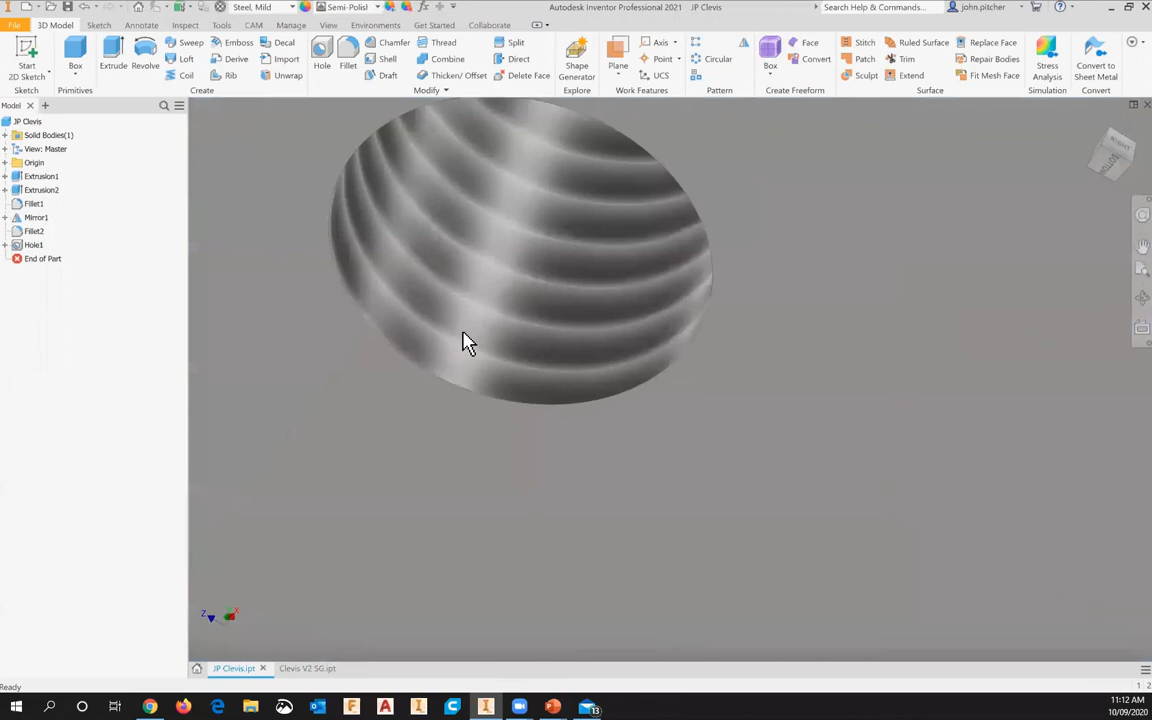 Steel, Mild
Semi-Polisl
Autodesk Inventor Professional 2021
JP Clevis
Search Help & Commands...
john.pitcher
File
3D Model
Sketch
Annotate
Inspect
Tools
CAM
Manage
View
Environments
Get Started
Collaborate
Start
2D Sketch
Box
Extrude
Revolve
Sweep
Emboss
Decal
Loft
Derive
Import
Coil
Rib
Unwrap
Hole
Fillet
Chamfer
Thread
Split
Shell
Combine
Direct
Draft
Thicken/ Offset
Delete Face
Shape
Generator
Plane
Axis
Point
UCS
Circular
Box
Face
Convert
Stitch
Ruled Surface
Replace Face
Patch
Trim
Repair Bodies
Sculpt
Extend
Fit Mesh Face
Stress
Analysis
Convert to
Sheet Metal
Sketch
Primitives
Create
Modify
Explore
Work Features
Pattern
Create Freeform
Surface
Simulation
Convert
Model
JP Clevis
Solid Bodies(1)
View: Master
Origin
Extrusion1
Extrusion2
Fillet1
Mirror1
Fillet2
Hole1
End of Part
BOTTOM
Z
X
JP Clevis.ipt
Clevis V2 SG.ipt
Ready
1 2
13
11:12 AM
10/09/2020